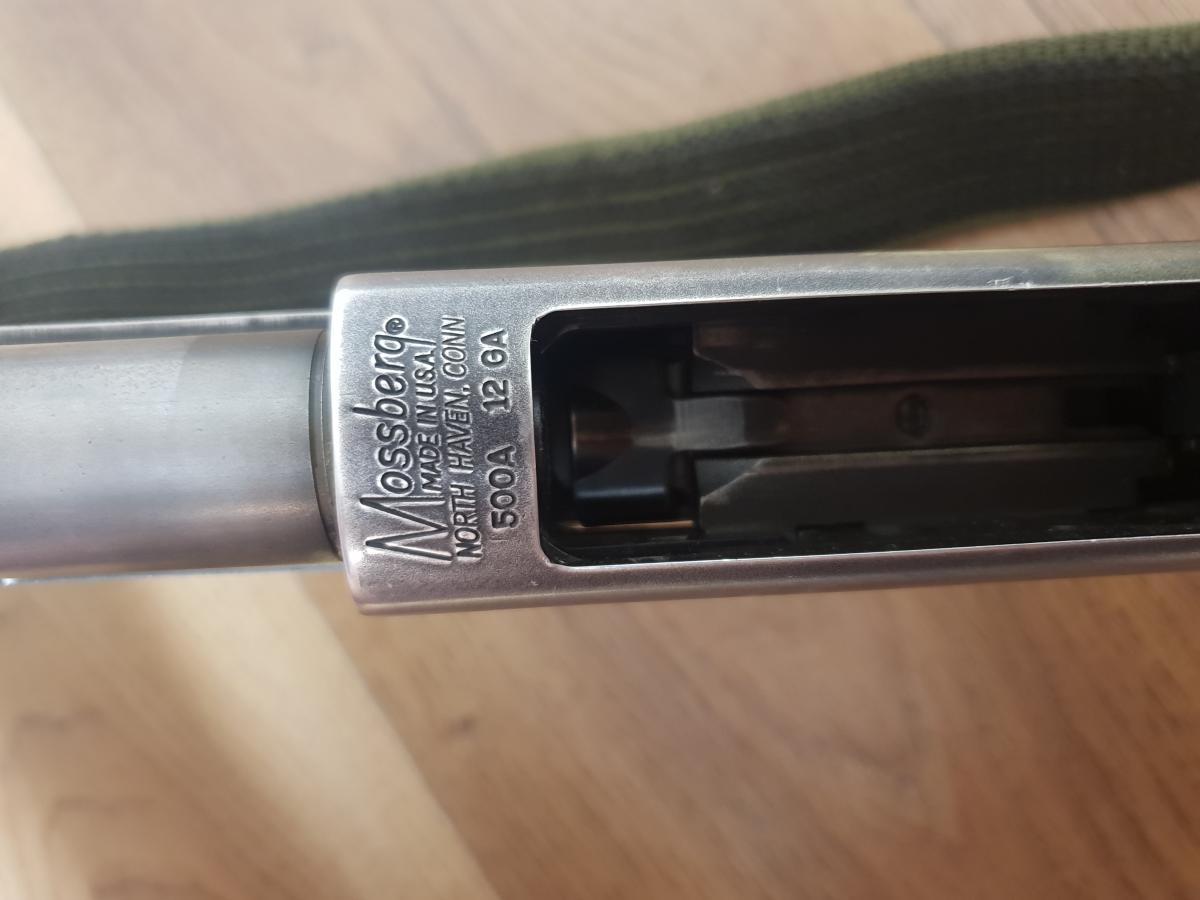 Mossberg®
MADE IN U.S.A.
NORTH HAVEN, CONN.
500A 12 GA